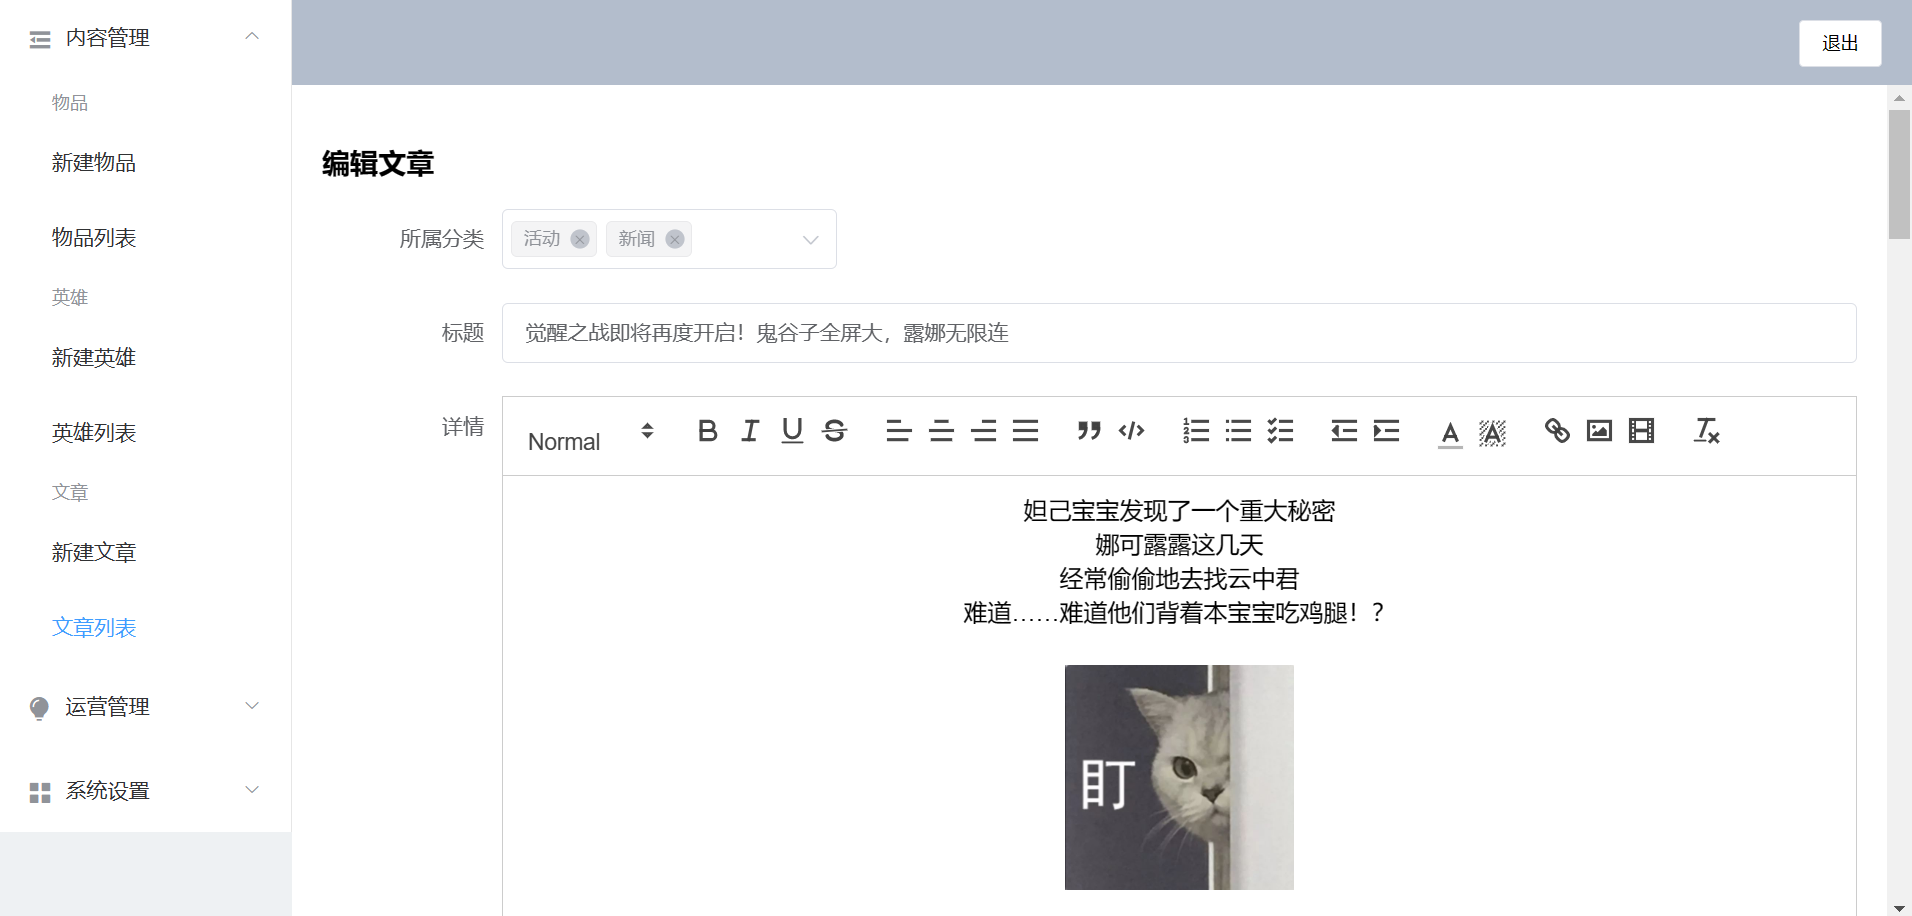 内容管理
物品
新建物品
物品列表
英雄
新建英雄
英雄列表
文章
新建文章
文章列表
运营管理
系统设置
退出
编辑文章
所属分类 活动 新闻
标题 觉醒之战即将再度开启！鬼谷子全屏大，露娜无限连
详情 Normal
妲己宝宝发现了一个重大秘密
娜可露露这几天
经常偷偷地去找云中君
难道……难道他们背着本宝宝吃鸡腿！？
盯